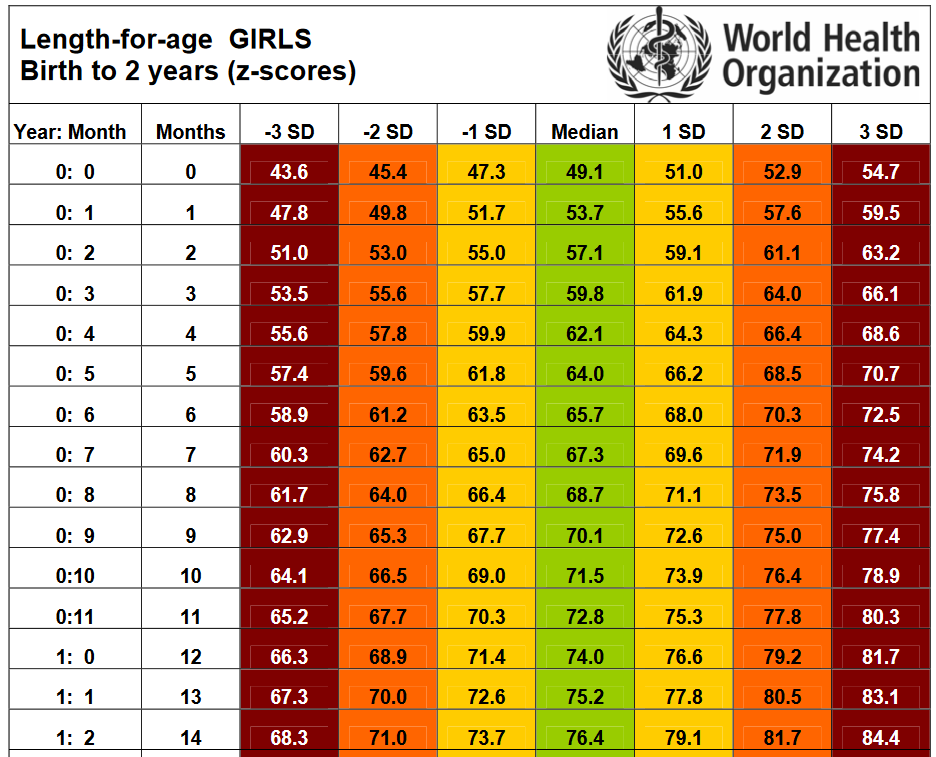 Length-for-age GIRLS
Birth to 2 years (z-scores)
World Health
Organization
Year: Month Months -3 SD -2 SD -1 SD Median 1 SD 2 SD 3 SD
0: 0 0 43.6 45.4 47.3 49.1 51.0 52.9 54.7
0: 1 1 47.8 49.8 51.7 53.7 55.6 57.6 59.5
0: 2 2 51.0 53.0 55.0 57.1 59.1 61.1 63.2
0: 3 3 53.5 55.6 57.7 59.8 61.9 64.0 66.1
0: 4 4 55.6 57.8 59.9 62.1 64.3 66.4 68.6
0: 5 5 57.4 59.6 61.8 64.0 66.2 68.5 70.7
0: 6 6 58.9 61.2 63.5 65.7 68.0 70.3 72.5
0: 7 7 60.3 62.7 65.0 67.3 69.6 71.9 74.2
0: 8 8 61.7 64.0 66.4 68.7 71.1 73.5 75.8
0: 9 9 62.9 65.3 67.7 70.1 72.6 75.0 77.4
0:10 10 64.1 66.5 69.0 71.5 73.9 76.4 78.9
0:11 11 65.2 67.7 70.3 72.8 75.3 77.8 80.3
1: 0 12 66.3 68.9 71.4 74.0 76.6 79.2 81.7
1: 1 13 67.3 70.0 72.6 75.2 77.8 80.5 83.1
1: 2 14 68.3 71.0 73.7 76.4 79.1 81.7 84.4